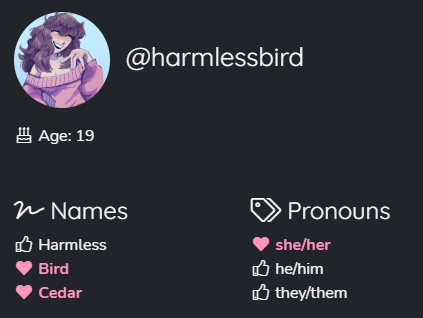 @harmlessbird
Age: 19
Names
Harmless
Bird
Cedar
Pronouns
she/her
he/him
they/them